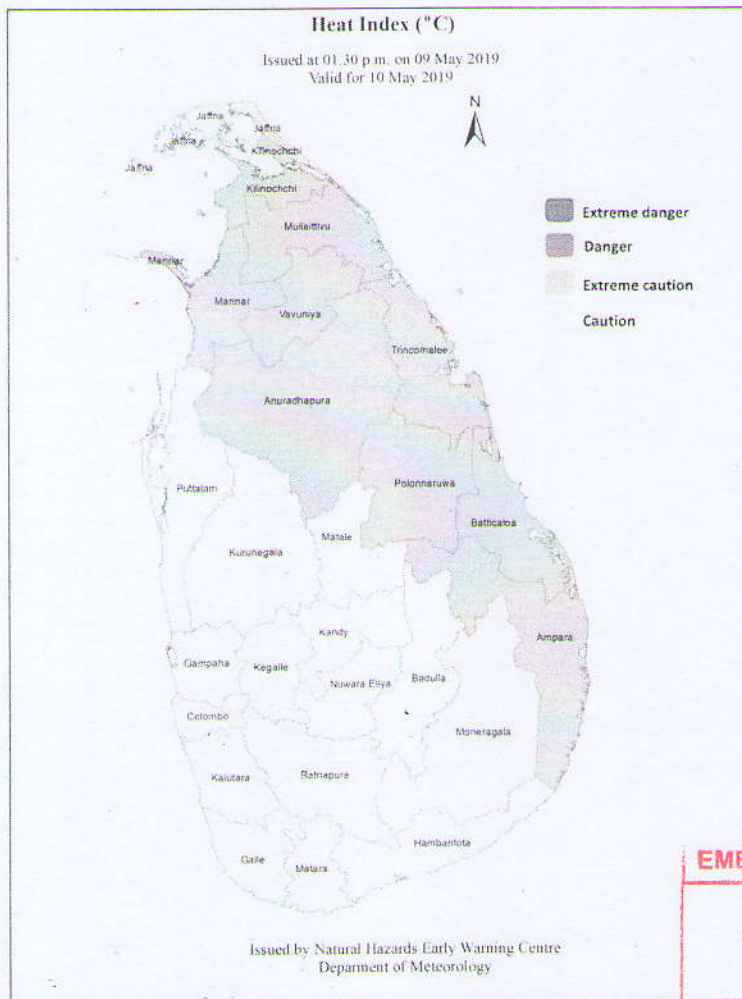 Heat Index (°C)
Issued at 01.30 p.m. on 09 May 2019
Valid for 10 May 2019
N
Jaffna
Jaffna
Jaffna
Kilinochchi
Jaffna
Kilinochchi
Mullaittivu
Mannar
Mannar
Vavuniya
Trincomalee
Anuradhapura
Puttalam
Polonnaruwa
Batticaloa
Matale
Kurunegala
Kandy
Ampara
Gampaha
Kegalle
Nuwara Eliya
Badulla
Colombo
Moneragala
Kalutara
Ratnapura
Hambantota
Galle
Matara
Extreme danger
Danger
Extreme caution
Caution
EME
Issued by Natural Hazards Early Warning Centre
Deparment of Meteorology